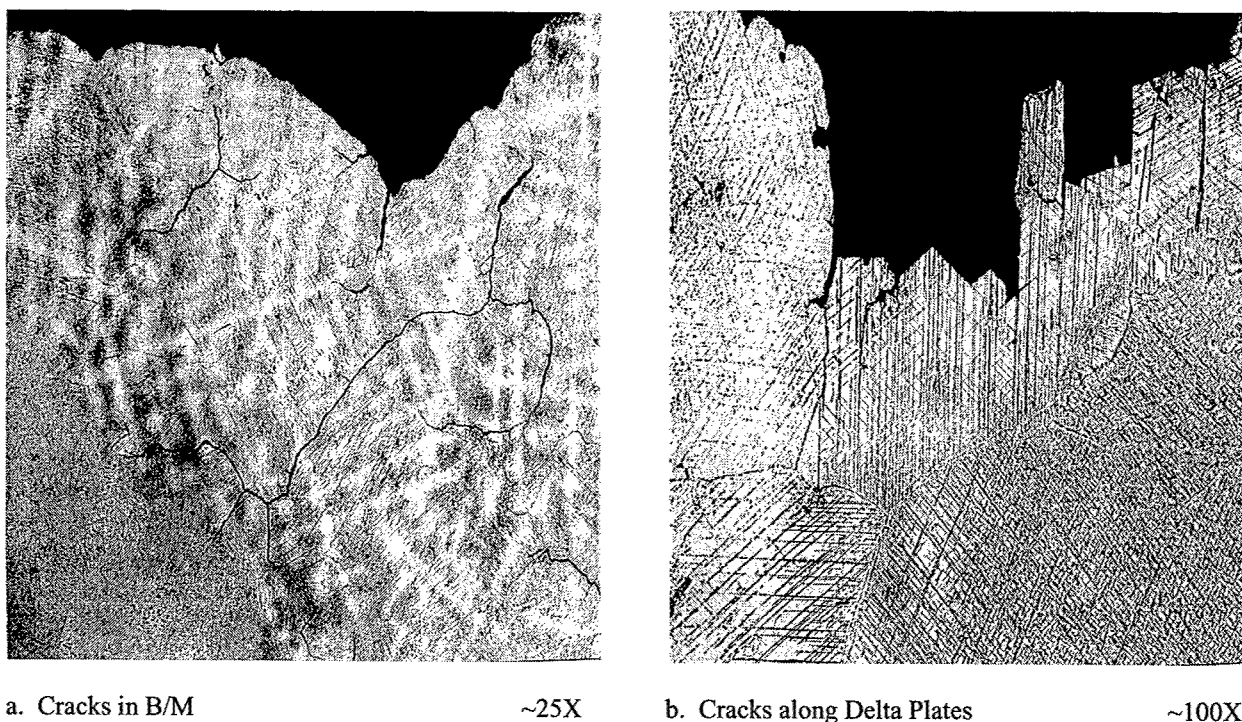 a. Cracks in B/M ~25X
b. Cracks along Delta Plates ~100X